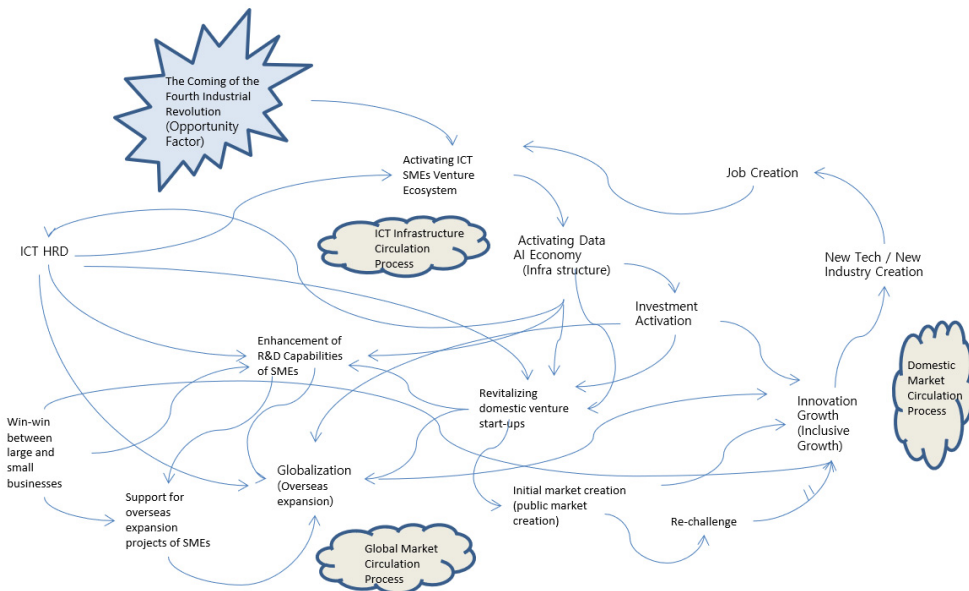 The Coming of the
Fourth Industrial
Revolution
(Opportunity
Factor)
Activating ICT
SMEs Venture
Ecosystem
Job Creation
ICT HRD
ICT Infrastructure
Circulation
Process
Activating Data
AI Economy
(Infra structure)
New Tech / New
Industry Creation
Investment
Activation
Enhancement of
R&D Capabilities
of SMEs
Domestic
Market
Circulation
Process
Revitalizing
domestic venture
start-ups
Innovation
Growth
(Inclusive
Growth)
Win-win
between
large and
small
businesses
Globalization
(Overseas
expansion)
Support for
overseas
expansion
projects of SMEs
Initial market creation
(public market
creation)
Re-challenge
Global Market
Circulation
Process